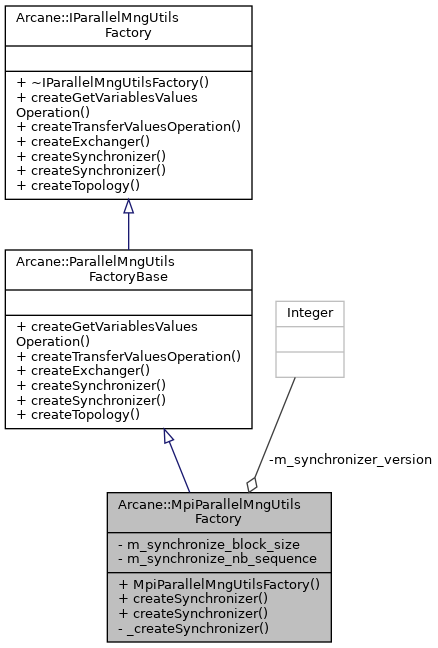 Arcane::IParallelMngUtils
Factory
+ ~IParallelMngUtilsFactory()
+ createGetVariablesValues
Operation()
+ createTransferValuesOperation()
+ createExchanger()
+ createSynchronizer()
+ createSynchronizer()
+ createTopology()
Arcane::ParallelMngUtils
FactoryBase
+ createGetVariablesValues
Operation()
+ createTransferValuesOperation()
+ createExchanger()
+ createSynchronizer()
+ createSynchronizer()
+ createTopology()
Integer
-m_synchronizer_version
Arcane::MpiParallelMngUtils
Factory
- m_synchronize_block_size
- m_synchronize_nb_sequence
+ MpiParallelMngUtilsFactory()
+ createSynchronizer()
+ createSynchronizer()
- _createSynchronizer()